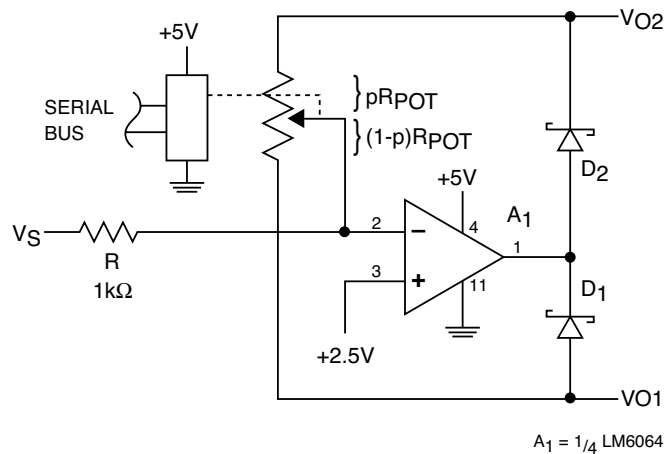 VO2
+5V
SERIAL
BUS
} pRPOT
} (1-p)RPOT
D2
+5V
A1
4
VS
2
–
1
R
1kΩ
3
+
11
D1
+2.5V
VO1
A1 = 1/4 LM6064